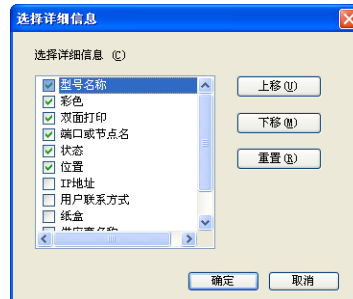 选择详细信息
选择详细信息 (C)
型号名称
彩色
双面打印
端口或节点名
状态
位置
IP地址
用户联系方式
纸盒
上移(U)
下移(M)
重置(R)
确定
取消